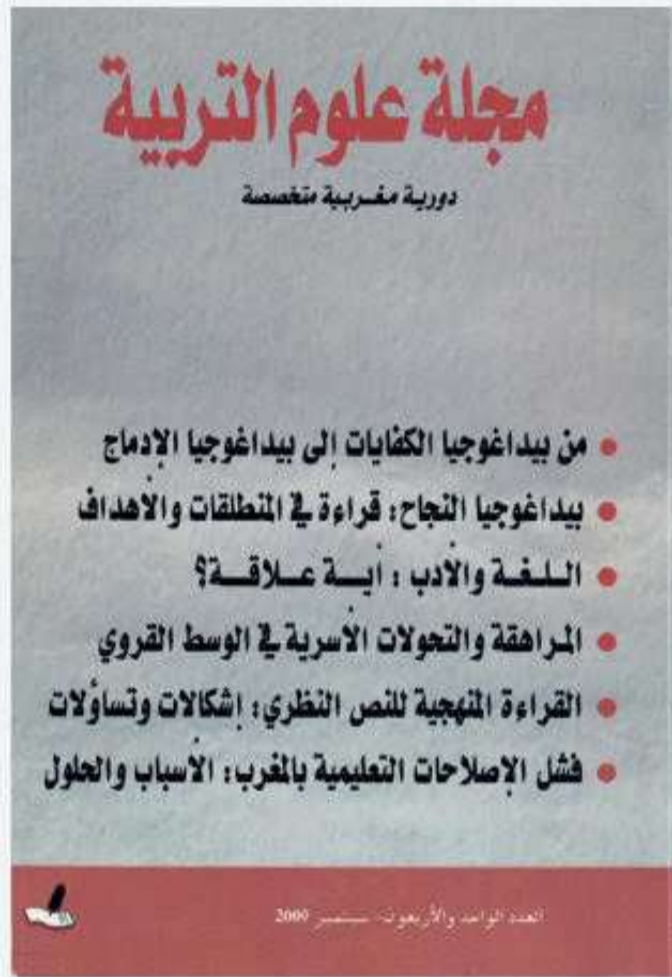 مجلة علوم التربية
دورية مغربية متخصصة
• من بيداغوجيا الكفايات إلى بيداغوجيا الإدماج
• بيداغوجيا النجاح: قراءة في المنطلقات والأهداف
• اللغة والأدب : أية علاقة؟
• المراهقة والتحولات الأسرية في الوسط القروي
• القراءة المنهجية للنص النظري: إشكالات وتساؤلات
• فشل الإصلاحات التعليمية بالمغرب: الأسباب والحلول
العدد الواحد والأربعون- سبتمبر 2009